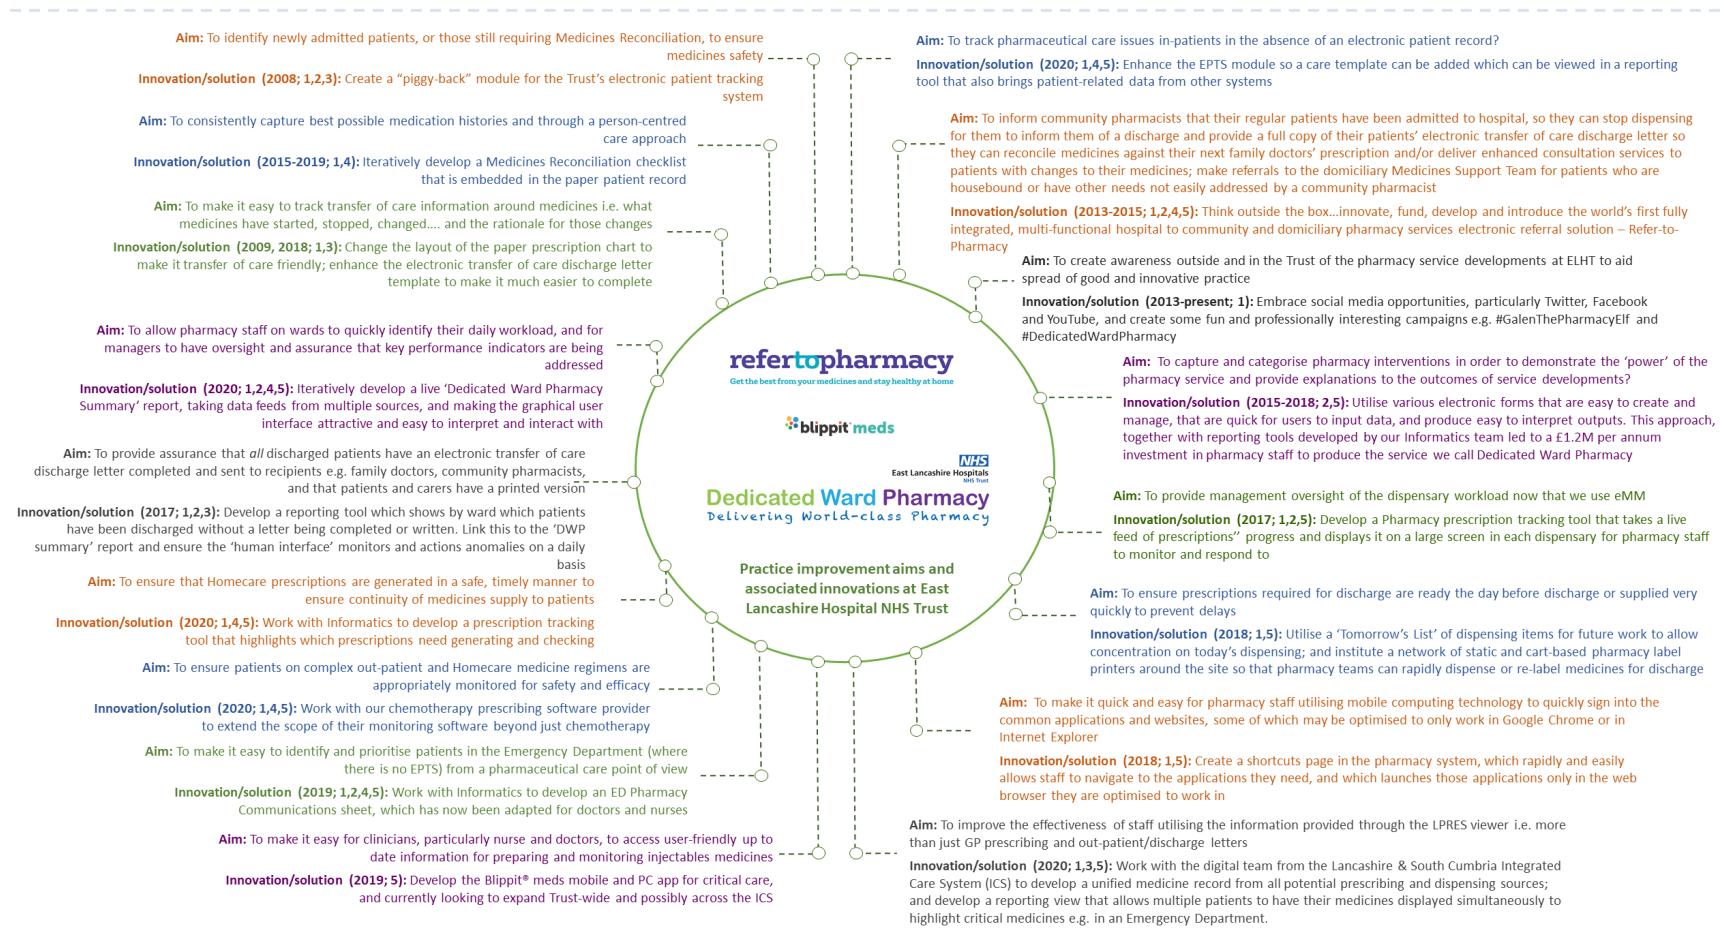 Aim: To identify newly admitted patients, or those still requiring Medicines Reconciliation, to ensure
medicines safety
Innovation/solution (2008; 1,2,3): Create a “piggy-back” module for the Trust’s electronic patient tracking
system
Aim: To consistently capture best possible medication histories and through a person-centred
care approach
Innovation/solution (2015-2019; 1,4): Iteratively develop a Medicines Reconciliation checklist
that is embedded in the paper patient record
Aim: To make it easy to track transfer of care information around medicines i.e. what
medicines have started, stopped, changed.... and the rationale for those changes
Innovation/solution (2009, 2018; 1,3): Change the layout of the paper prescription chart to
make it transfer of care friendly; enhance the electronic transfer of care discharge letter
template to make it much easier to complete
Aim: To allow pharmacy staff on wards to quickly identify their daily workload, and for
managers to have oversight and assurance that key performance indicators are being
addressed
Innovation/solution (2020; 1,2,4,5): Iteratively develop a live ‘Dedicated Ward Pharmacy
Summary’ report, taking data feeds from multiple sources, and making the graphical user
interface attractive and easy to interpret and interact with
Aim: To provide assurance that all discharged patients have an electronic transfer of care
discharge letter completed and sent to recipients e.g. family doctors, community pharmacists,
and that patients and carers have a printed version
Innovation/solution (2017; 1,2,3): Develop a reporting tool which shows by ward which patients
have been discharged without a letter being completed or written. Link this to the ‘DWP
summary’ report and ensure the ‘human interface’ monitors and actions anomalies on a daily
basis
Aim: To ensure that Homecare prescriptions are generated in a safe, timely manner to
ensure continuity of medicines supply to patients
Innovation/solution (2020; 1,4,5): Work with Informatics to develop a prescription tracking
tool that highlights which prescriptions need generating and checking
Aim: To ensure patients on complex out-patient and Homecare medicine regimens are
appropriately monitored for safety and efficacy
Innovation/solution (2020; 1,4,5): Work with our chemotherapy prescribing software provider
to extend the scope of their monitoring software beyond just chemotherapy
Aim: To make it easy to identify and prioritise patients in the Emergency Department (where
there is no EPTS) from a pharmaceutical care point of view
Innovation/solution (2019; 1,2,4,5): Work with Informatics to develop an ED Pharmacy
Communications sheet, which has now been adapted for doctors and nurses
Aim: To make it easy for clinicians, particularly nurse and doctors, to access user-friendly up to
date information for preparing and monitoring injectables medicines
Innovation/solution (2019; 5): Develop the Blippit® meds mobile and PC app for critical care,
and currently looking to expand Trust-wide and possibly across the ICS
refertopharmacy
Get the best from your medicines and stay healthy at home
blippit® meds
NHS
East Lancashire Hospitals
NHS Trust
Dedicated Ward Pharmacy
Delivering World-class Pharmacy
Practice improvement aims and
associated innovations at East
Lancashire Hospital NHS Trust
Aim: To track pharmaceutical care issues in-patients in the absence of an electronic patient record?
Innovation/solution (2020; 1,4,5): Enhance the EPTS module so a care template can be added which can be viewed in a reporting
tool that also brings patient-related data from other systems
Aim: To inform community pharmacists that their regular patients have been admitted to hospital, so they can stop dispensing
for them to inform them of a discharge and provide a full copy of their patients’ electronic transfer of care discharge letter so
they can reconcile medicines against their next family doctors’ prescription and/or deliver enhanced consultation services to
patients with changes to their medicines; make referrals to the domiciliary Medicines Support Team for patients who are
housebound or have other needs not easily addressed by a community pharmacist
Innovation/solution (2013-2015; 1,2,4,5): Think outside the box...innovate, fund, develop and introduce the world’s first fully
integrated, multi-functional hospital to community and domiciliary pharmacy services electronic referral solution – Refer-to-
Pharmacy
Aim: To create awareness outside and in the Trust of the pharmacy service developments at ELHT to aid
spread of good and innovative practice
Innovation/solution (2013-present; 1): Embrace social media opportunities, particularly Twitter, Facebook
and YouTube, and create some fun and professionally interesting campaigns e.g. #GalenThePharmacyElf and
#DedicatedWardPharmacy
Aim: To capture and categorise pharmacy interventions in order to demonstrate the ‘power’ of the
pharmacy service and provide explanations to the outcomes of service developments?
Innovation/solution (2015-2018; 2,5): Utilise various electronic forms that are easy to create and
manage, that are quick for users to input data, and produce easy to interpret outputs. This approach,
together with reporting tools developed by our Informatics team led to a £1.2M per annum
investment in pharmacy staff to produce the service we call Dedicated Ward Pharmacy
Aim: To provide management oversight of the dispensary workload now that we use eMM
Innovation/solution (2017; 1,2,5): Develop a Pharmacy prescription tracking tool that takes a live
feed of prescriptions’’ progress and displays it on a large screen in each dispensary for pharmacy staff
to monitor and respond to
Aim: To ensure prescriptions required for discharge are ready the day before discharge or supplied very
quickly to prevent delays
Innovation/solution (2018; 1,5): Utilise a ‘Tomorrow’s List’ of dispensing items for future work to allow
concentration on today’s dispensing; and institute a network of static and cart-based pharmacy label
printers around the site so that pharmacy teams can rapidly dispense or re-label medicines for discharge
Aim: To make it quick and easy for pharmacy staff utilising mobile computing technology to quickly sign into the
common applications and websites, some of which may be optimised to only work in Google Chrome or in
Internet Explorer
Innovation/solution (2018; 1,5): Create a shortcuts page in the pharmacy system, which rapidly and easily
allows staff to navigate to the applications they need, and which launches those applications only in the web
browser they are optimised to work in
Aim: To improve the effectiveness of staff utilising the information provided through the LPRES viewer i.e. more
than just GP prescribing and out-patient/discharge letters
Innovation/solution (2020; 1,3,5): Work with the digital team from the Lancashire & South Cumbria Integrated
Care System (ICS) to develop a unified medicine record from all potential prescribing and dispensing sources;
and develop a reporting view that allows multiple patients to have their medicines displayed simultaneously to
highlight critical medicines e.g. in an Emergency Department.